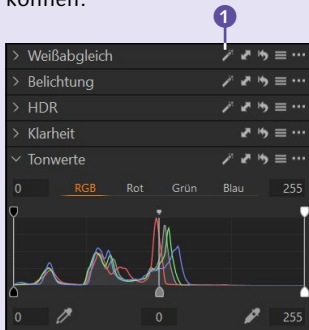 können.
1
> Weißabgleich
> Belichtung
> HDR
> Klarheit
Tonwerte
0 RGB Rot Grün Blau 255
0 0 255